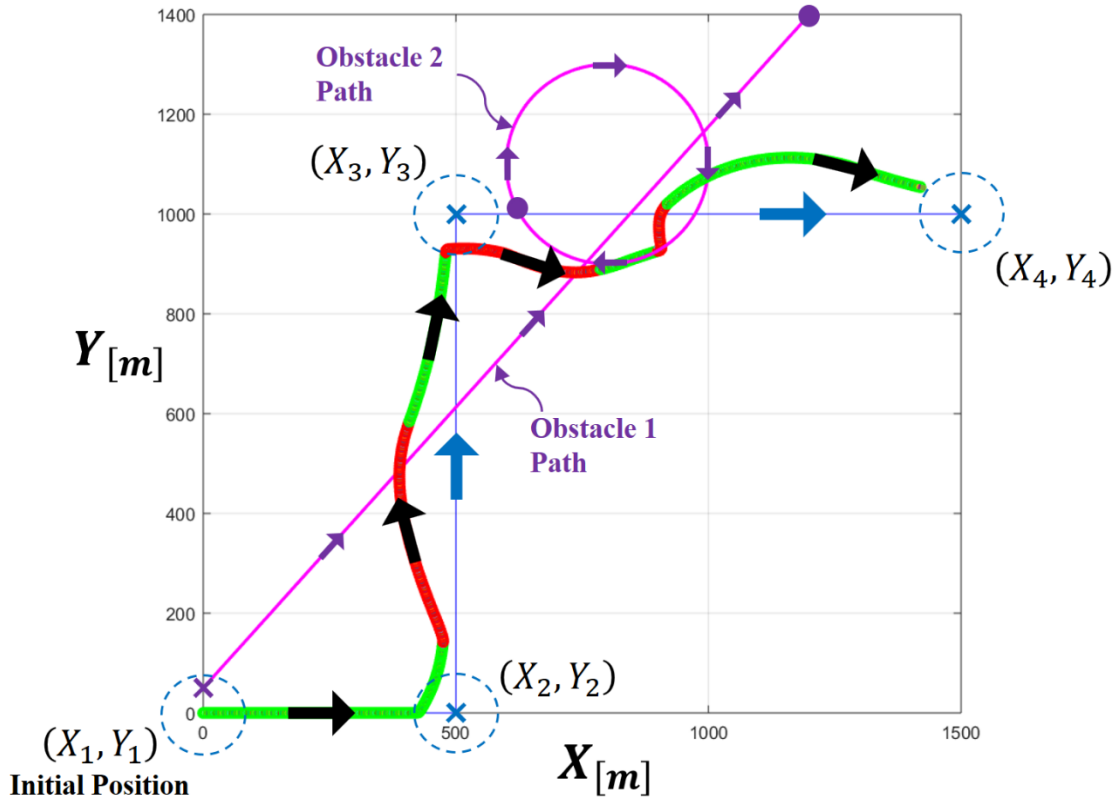 1400
1200
1000
800
600
400
200
0
Y[m]
Obstacle 2
Path
(X₃, Y₃)
(X₄, Y₄)
Obstacle 1
Path
(X₂, Y₂)
(X₁, Y₁)
Initial Position
0
500
1000
1500
X[m]